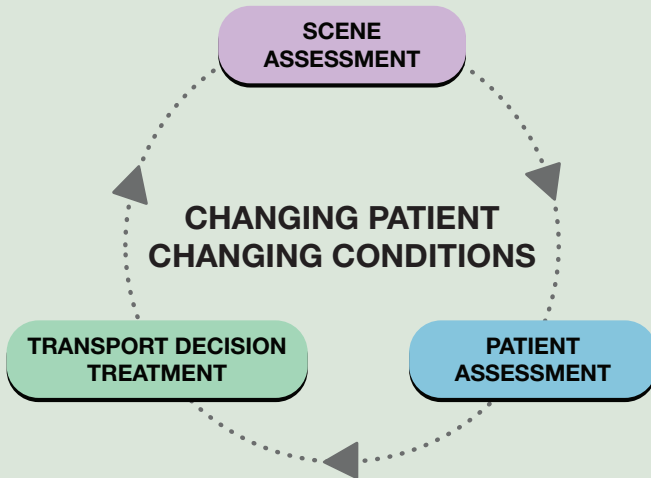 SCENE
ASSESSMENT
CHANGING PATIENT
CHANGING CONDITIONS
TRANSPORT DECISION
TREATMENT
PATIENT
ASSESSMENT